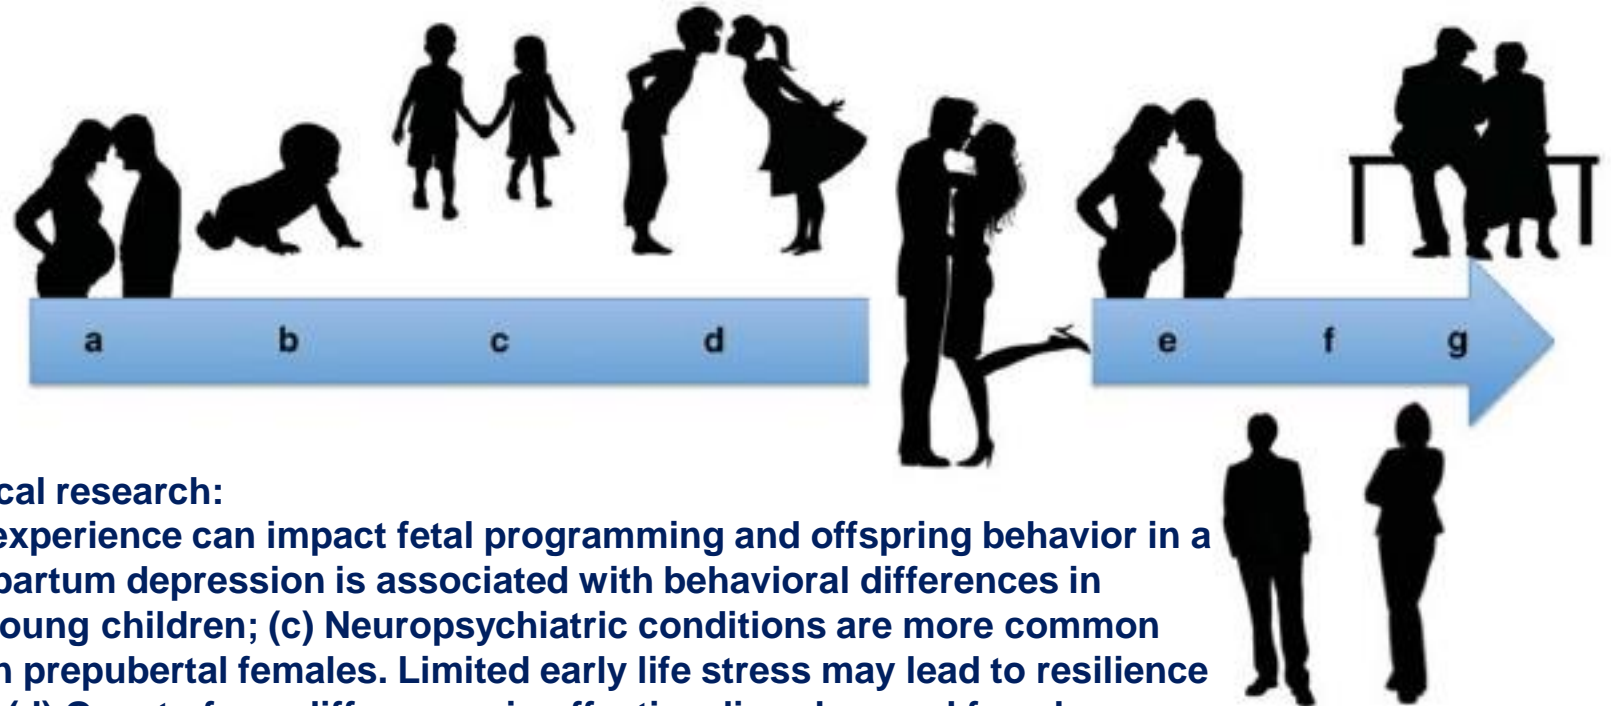 a b c d e f g
cal research:
experience can impact fetal programming and offspring behavior in a
partum depression is associated with behavioral differences in
oung children; (c) Neuropsychiatric conditions are more common
n prepubertal females. Limited early life stress may lead to resilience